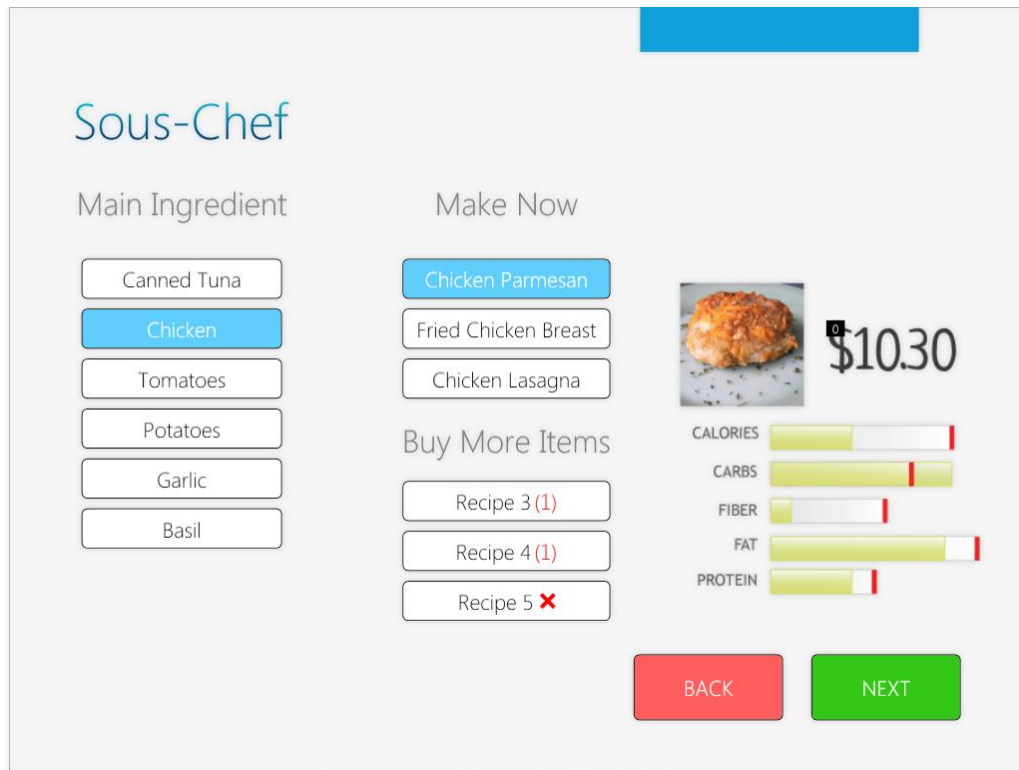 Sous-Chef
Main Ingredient
Canned Tuna
Chicken
Tomatoes
Potatoes
Garlic
Basil
Make Now
Chicken Parmesan
Fried Chicken Breast
Chicken Lasagna
Buy More Items
Recipe 3 (1)
Recipe 4 (1)
Recipe 5 ✕
0
$10.30
CALORIES
CARBS
FIBER
FAT
PROTEIN
BACK
NEXT